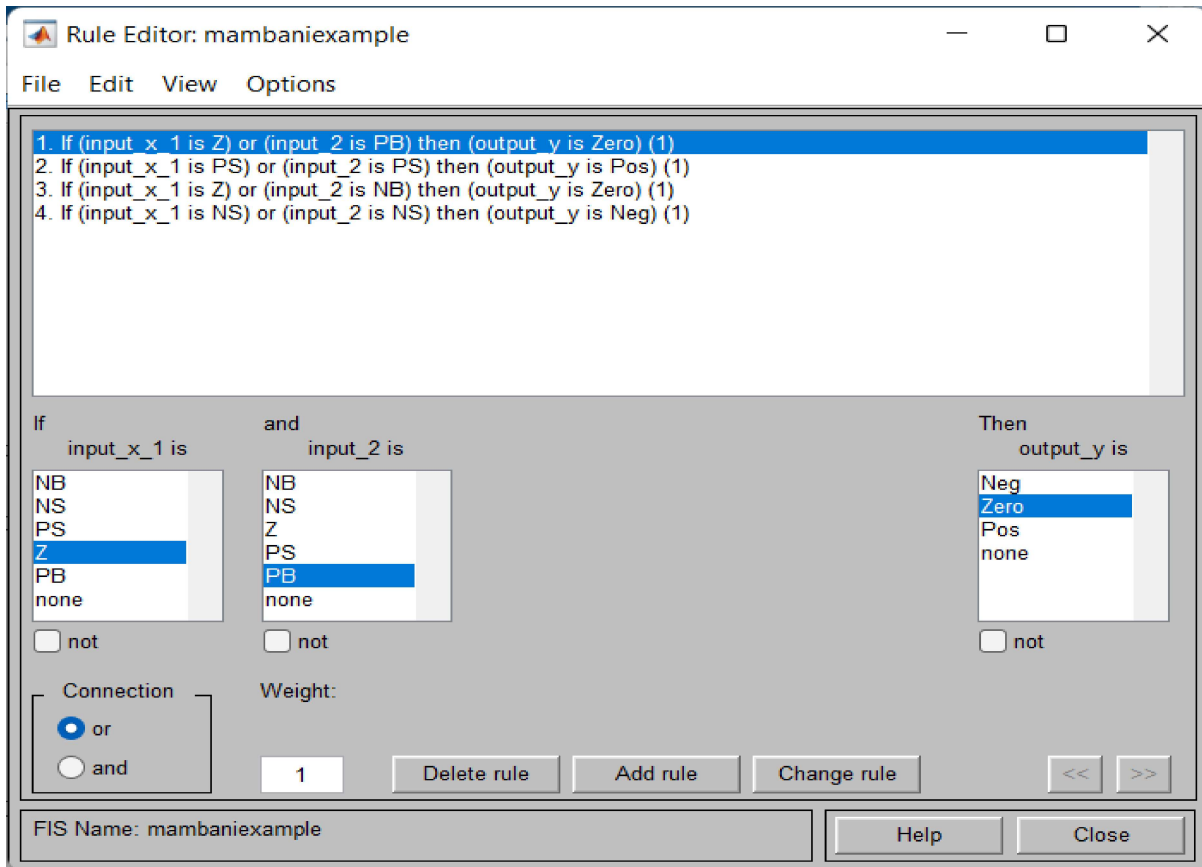 Rule Editor: mambaniexample
File Edit View Options
1. If (input_x_1 is Z) or (input_2 is PB) then (output_y is Zero) (1)
2. If (input_x_1 is PS) or (input_2 is PS) then (output_y is Pos) (1)
3. If (input_x_1 is Z) or (input_2 is NB) then (output_y is Zero) (1)
4. If (input_x_1 is NS) or (input_2 is NS) then (output_y is Neg) (1)
If and Then
input_x_1 is input_2 is output_y is
NB NB Neg
NS NS Zero
PS Z Pos
Z PS none
PB PB
none none
not not not
Connection Weight:
or
and 1 Delete rule Add rule Change rule << >>
FIS Name: mambaniexample Help Close